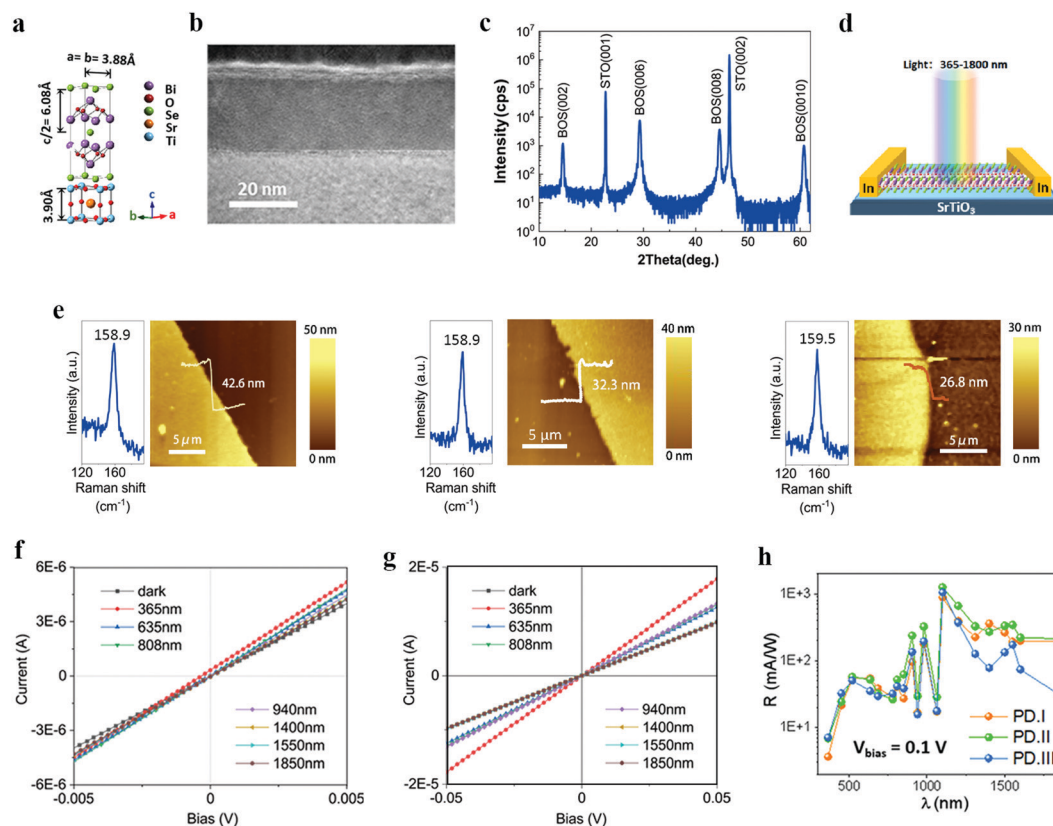 a
a= b= 3.88Å
c/2= 6.08Å
3.90Å
Bi
O
Se
Sr
Ti
c
b
a
b
20 nm
c
Intensity(cps)
10⁷
10⁶
10⁵
10⁴
10³
10²
10¹
10⁰
BOS(002)
STO(001)
BOS(006)
BOS(008)
STO(002)
BOS(0010)
10 20 30 40 50 60
2Theta(deg.)
d
Light: 365-1800 nm
In
In
SrTiO₃
e
Intensity (a.u.)
158.9
120 160
Raman shift
(cm⁻¹)
42.6 nm
5 μm
50 nm
0 nm
Intensity (a.u.)
158.9
120 160
Raman shift
(cm⁻¹)
32.3 nm
5 μm
40 nm
0 nm
Intensity (a.u.)
159.5
120 160
Raman shift
(cm⁻¹)
26.8 nm
5 μm
30 nm
0 nm
f
Current (A)
6E-6
3E-6
0
-3E-6
-6E-6
dark
365nm
635nm
808nm
940nm
1400nm
1550nm
1850nm
-0.005 0 0.005
Bias (V)
g
Current (A)
2E-5
0
-2E-5
dark
365nm
635nm
808nm
940nm
1400nm
1550nm
1850nm
-0.05 0 0.05
Bias (V)
h
R (mA/W)
1E+3
1E+2
1E+1
PD.I
PD.II
PD.III
V_bias = 0.1 V
500 1000 1500
λ (nm)